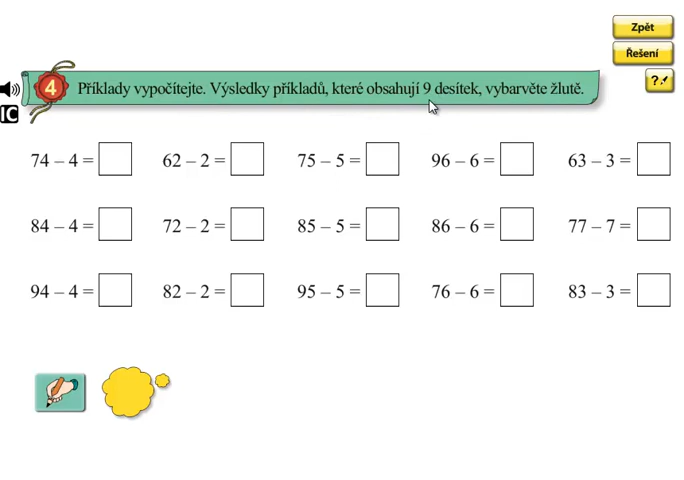 Zpět
Řešení
?
4 Příklady vypočítejte. Výsledky příkladů, které obsahují 9 desítek, vybarvěte žlutě.
IC
74 – 4 = 62 – 2 = 75 – 5 = 96 – 6 = 63 – 3 =
84 – 4 = 72 – 2 = 85 – 5 = 86 – 6 = 77 – 7 =
94 – 4 = 82 – 2 = 95 – 5 = 76 – 6 = 83 – 3 =